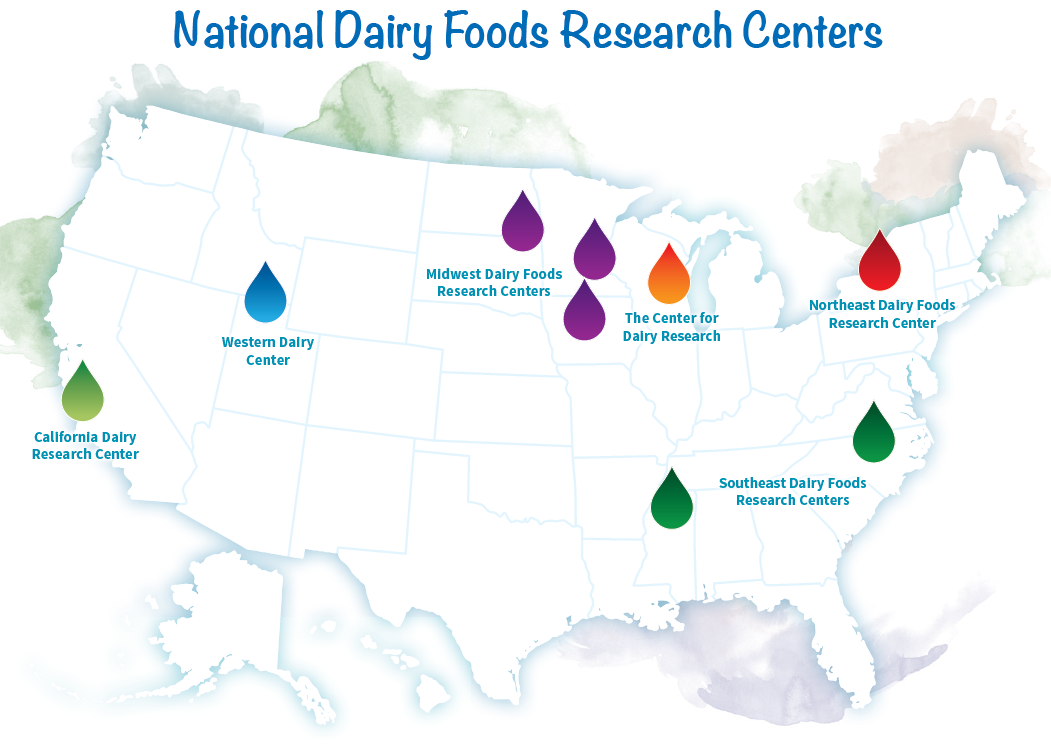 National Dairy Foods Research Centers
Midwest Dairy Foods
Research Centers
The Center for
Dairy Research
Northeast Dairy Foods
Research Center
Western Dairy
Center
California Dairy
Research Center
Southeast Dairy Foods
Research Centers